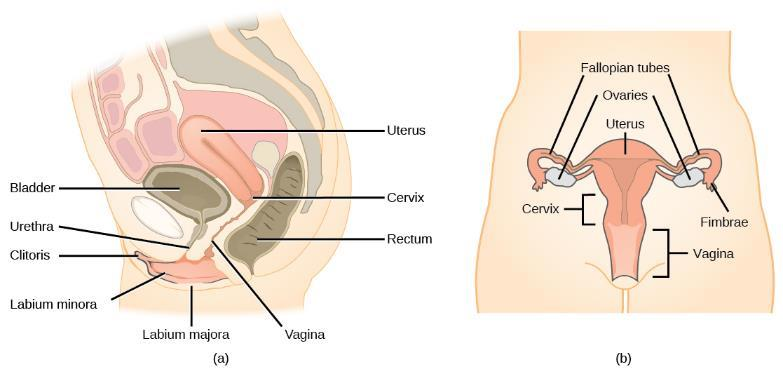 Uterus
Bladder
Cervix
Urethra
Rectum
Clitoris
Labium minora
Labium majora
Vagina
(a)
Fallopian tubes
Ovaries
Uterus
Cervix
Fimbrae
Vagina
(b)